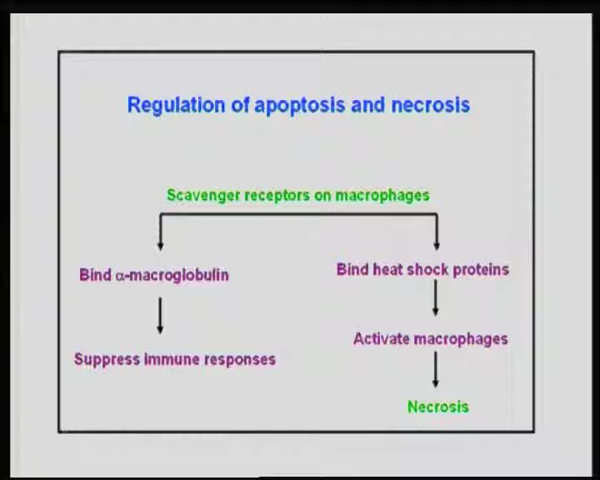 Regulation of apoptosis and necrosis
Scavenger receptors on macrophages
Bind α-macroglobulin
Bind heat shock proteins
Suppress immune responses
Activate macrophages
Necrosis